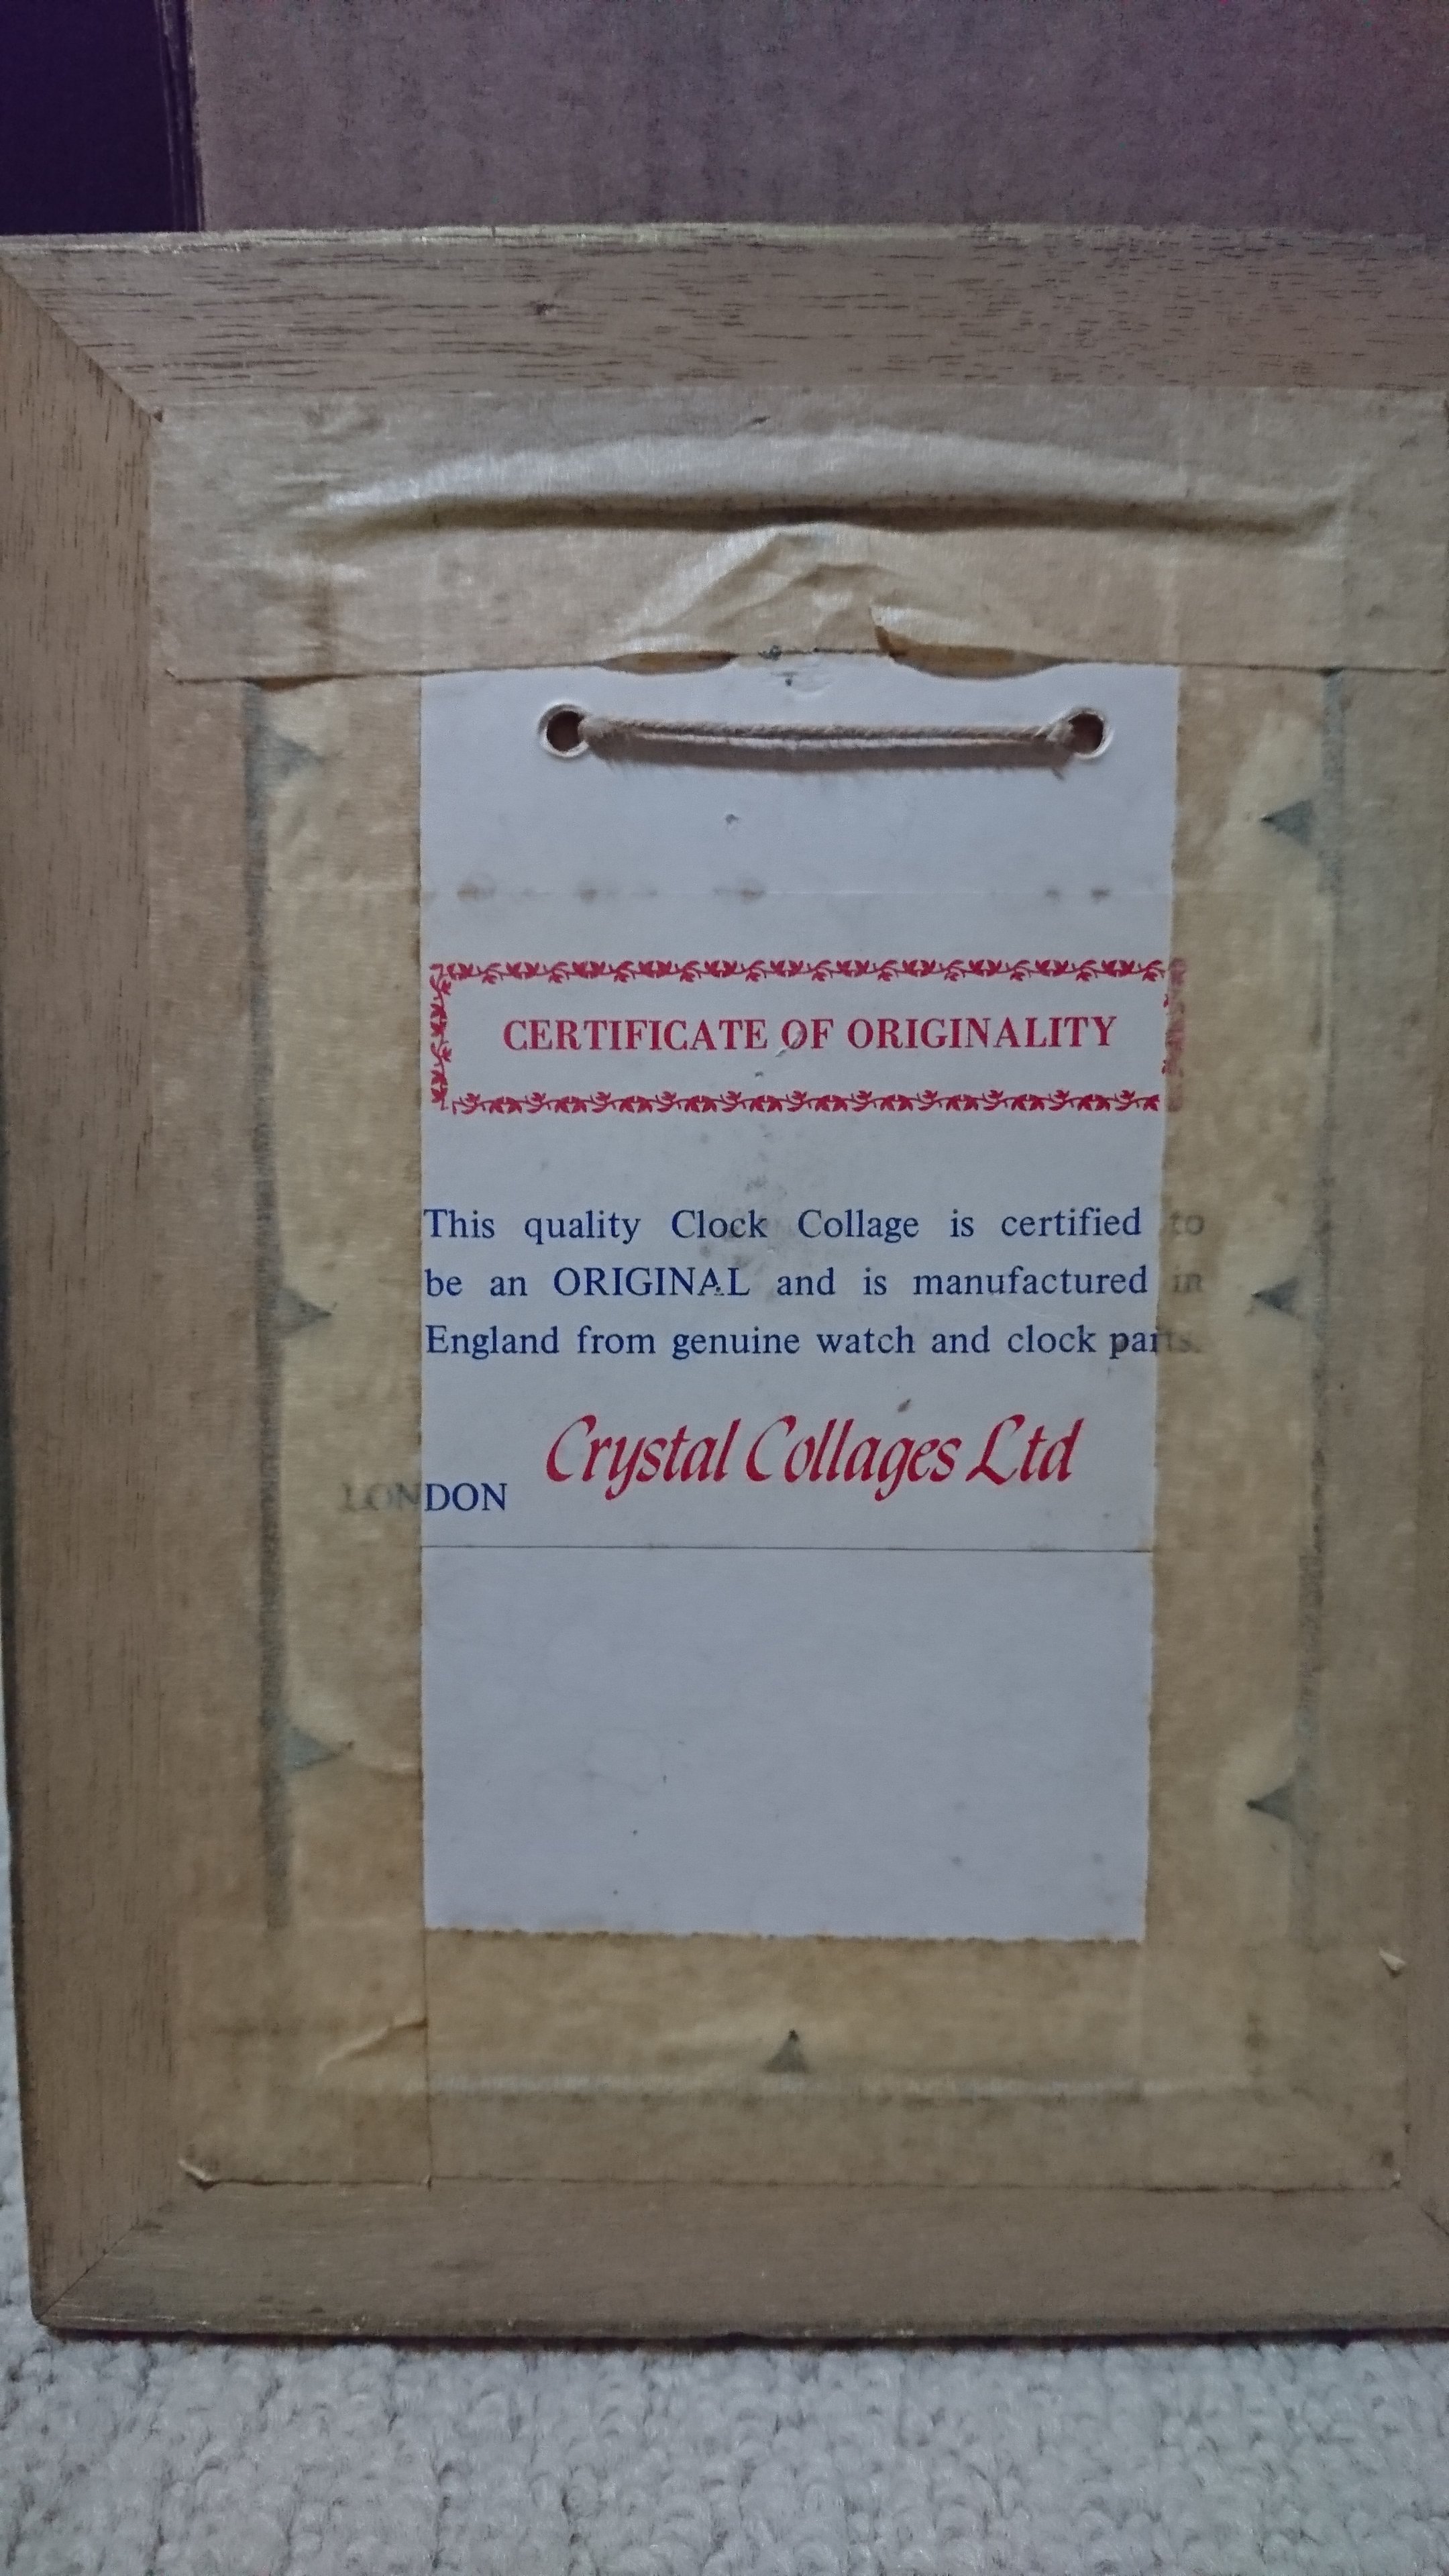 CERTIFICATE OF ORIGINALITY
This quality Clock Collage is certified to
be an ORIGINAL and is manufactured in
England from genuine watch and clock parts.
Crystal Collages Ltd
LONDON